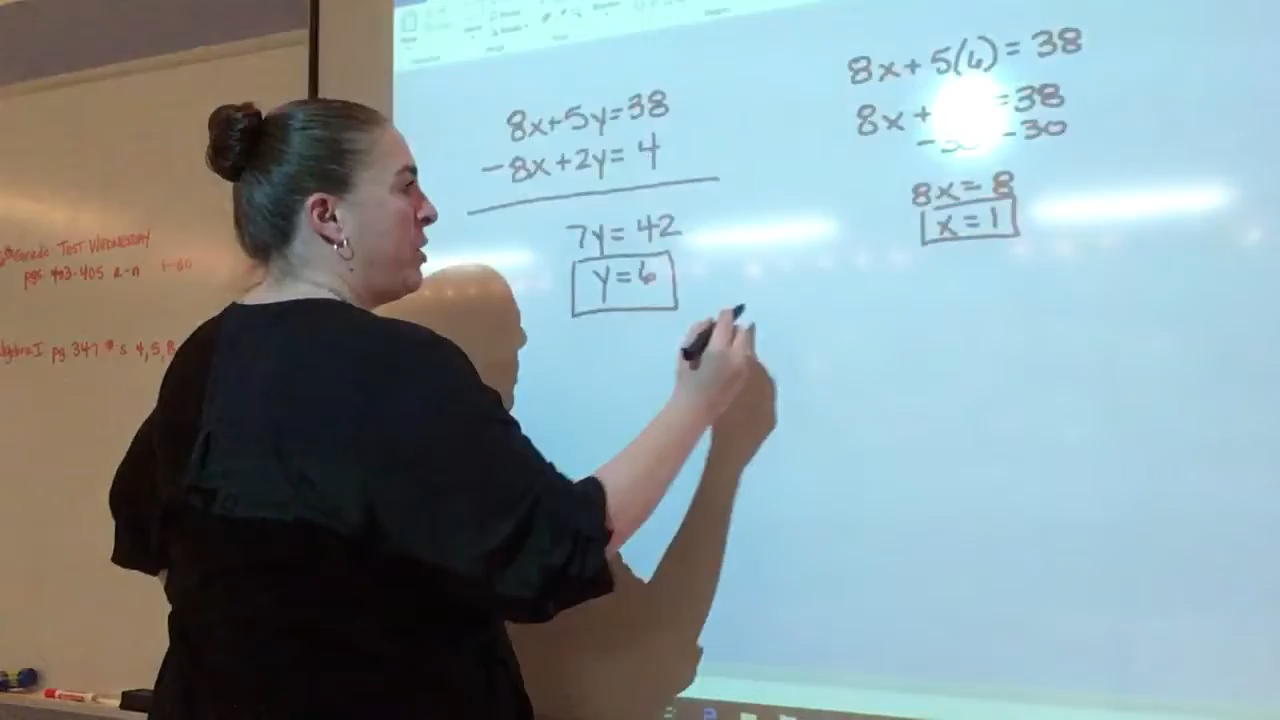 8x+5y=38
-8x+2y=4
7y=42
y=6
8x+5(6)=38
8x+ =38
-30 -30
8x=8
x=1
Grade TEST WEDNESDAY
pgs 403-405 a-n
pg 347 #'s 4,5,8